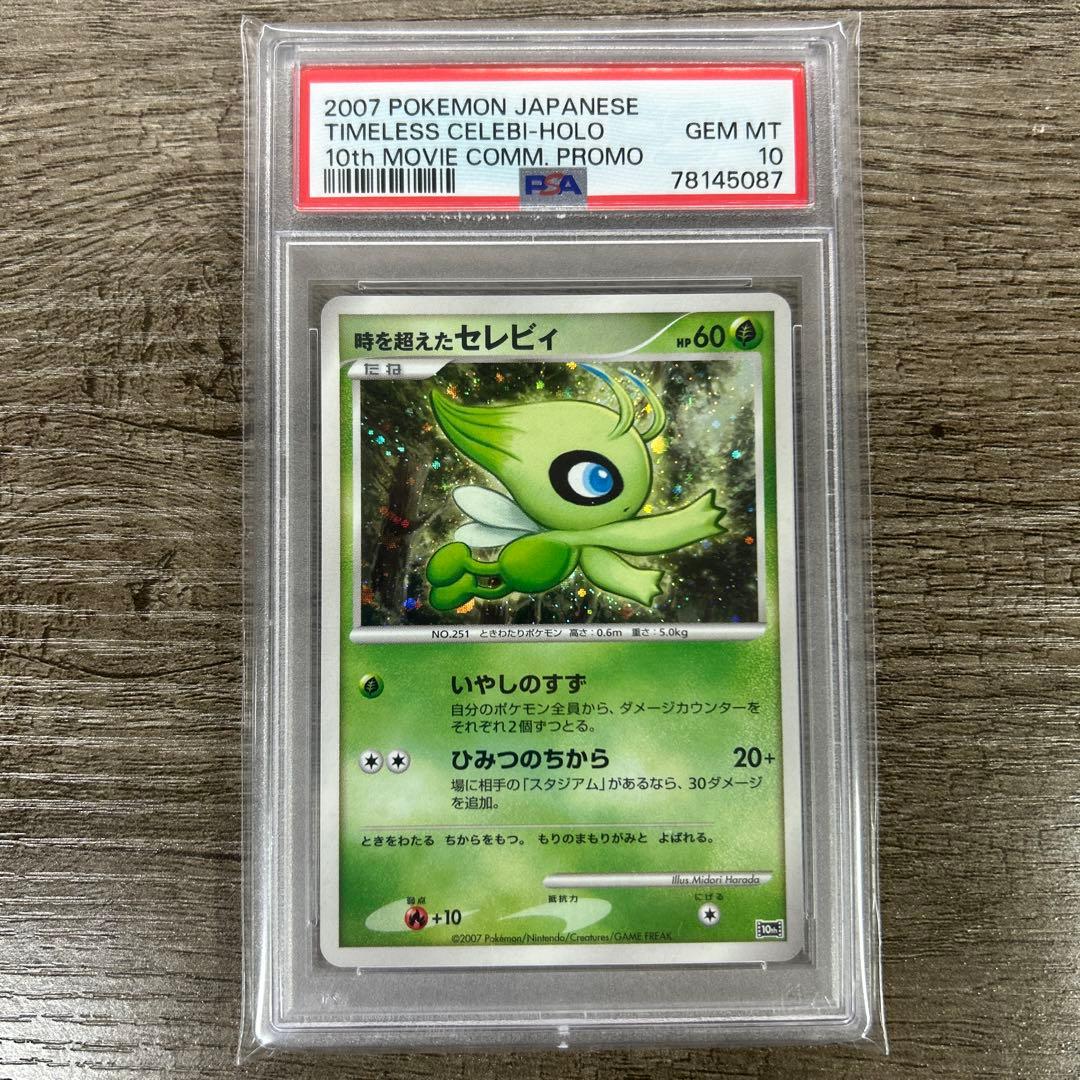 2007 POKEMON JAPANESE
TIMELESS CELEBI-HOLO GEM MT
10th MOVIE COMM. PROMO 10
PSA 78145087
時を超えたセレビィ HP60
たね
NO.251 ときわたりポケモン 高さ:0.6m 重さ:5.0kg
いやしのすず
自分のポケモン全員から、ダメージカウンターを
それぞれ2個ずつとる。
ひみつのちから 20+
場に相手の「スタジアム」があるなら、30ダメージ
を追加。
ときをわたる ちからをもつ。 もりのまもりがみと よばれる。
Illus. Midori Harada
弱点 抵抗力 にげる
+10
10th
©2007 Pokémon/Nintendo/Creatures/GAME FREAK